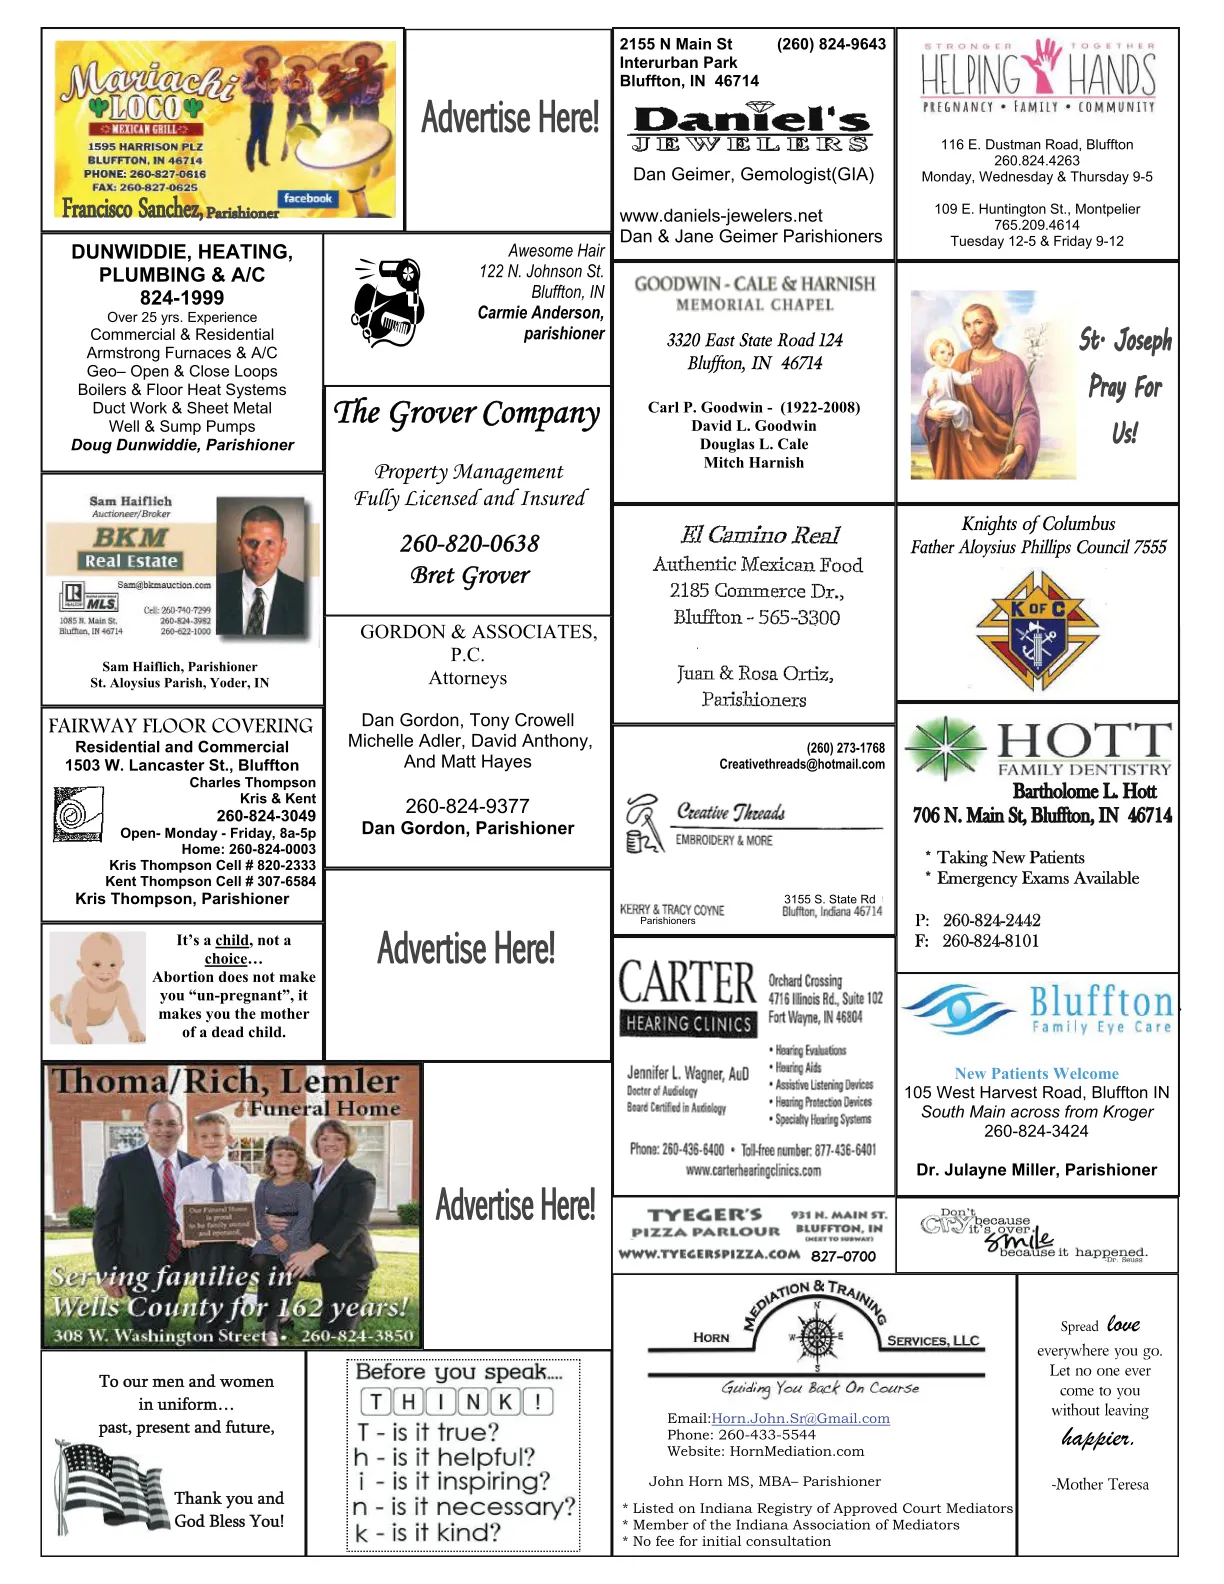 Mariachi
LOCO
MEXICAN GRILL
1595 HARRISON PLZ
BLUFFTON, IN 46714
PHONE: 260-827-0616
FAX: 260-827-0625
facebook
Francisco Sanchez, Parishioner
Advertise Here!
2155 N Main St (260) 824-9643
Interurban Park
Bluffton, IN 46714
Daniel's
JEWELERS
Dan Geimer, Gemologist(GIA)
www.daniels-jewelers.net
Dan & Jane Geimer Parishioners
STRONGER TOGETHER
HELPING HANDS
PREGNANCY • FAMILY • COMMUNITY
116 E. Dustman Road, Bluffton
260.824.4263
Monday, Wednesday & Thursday 9-5
109 E. Huntington St., Montpelier
765.209.4614
Tuesday 12-5 & Friday 9-12
DUNWIDDIE, HEATING,
PLUMBING & A/C
824-1999
Over 25 yrs. Experience
Commercial & Residential
Armstrong Furnaces & A/C
Geo– Open & Close Loops
Boilers & Floor Heat Systems
Duct Work & Sheet Metal
Well & Sump Pumps
Doug Dunwiddie, Parishioner
Awesome Hair
122 N. Johnson St.
Bluffton, IN
Carmie Anderson,
parishioner
The Grover Company
Property Management
Fully Licensed and Insured
260-820-0638
Bret Grover
GOODWIN - CALE & HARNISH
MEMORIAL CHAPEL
3320 East State Road 124
Bluffton, IN 46714
Carl P. Goodwin - (1922-2008)
David L. Goodwin
Douglas L. Cale
Mitch Harnish
St. Joseph
Pray For
Us!
Sam Haiflich
Auctioneer/Broker
BKM
Real Estate
Sam@bkmauction.com
REALTOR
MLS
Cell: 260-740-7299
1085 N. Main St. 260-824-3982
Bluffton, IN 46714 260-622-1000
Sam Haiflich, Parishioner
St. Aloysius Parish, Yoder, IN
GORDON & ASSOCIATES,
P.C.
Attorneys
Dan Gordon, Tony Crowell
Michelle Adler, David Anthony,
And Matt Hayes
260-824-9377
Dan Gordon, Parishioner
El Camino Real
Authentic Mexican Food
2185 Commerce Dr.,
Bluffton - 565-3300
Juan & Rosa Ortiz,
Parishioners
Knights of Columbus
Father Aloysius Phillips Council 7555
K OF C
FAIRWAY FLOOR COVERING
Residential and Commercial
1503 W. Lancaster St., Bluffton
Charles Thompson
Kris & Kent
260-824-3049
Open- Monday - Friday, 8a-5p
Home: 260-824-0003
Kris Thompson Cell # 820-2333
Kent Thompson Cell # 307-6584
Kris Thompson, Parishioner
(260) 273-1768
Creativethreads@hotmail.com
Creative Threads
EMBROIDERY & MORE
3155 S. State Rd
KERRY & TRACY COYNE Bluffton, Indiana 46714
Parishioners
HOTT
FAMILY DENTISTRY
Bartholome L. Hott
706 N. Main St, Bluffton, IN 46714
* Taking New Patients
* Emergency Exams Available
P: 260-824-2442
F: 260-824-8101
It’s a child, not a
choice…
Abortion does not make
you “un-pregnant”, it
makes you the mother
of a dead child.
Advertise Here!
CARTER
HEARING CLINICS
Orchard Crossing
4716 Illinois Rd., Suite 102
Fort Wayne, IN 46804
Jennifer L. Wagner, AuD
Doctor of Audiology
Board Certified in Audiology
• Hearing Evaluations
• Hearing Aids
• Assistive Listening Devices
• Hearing Protection Devices
• Specialty Hearing Systems
Phone: 260-436-6400 • Toll-free number: 877-436-6401
www.carterhearingclinics.com
Bluffton
Family Eye Care
New Patients Welcome
105 West Harvest Road, Bluffton IN
South Main across from Kroger
260-824-3424
Dr. Julayne Miller, Parishioner
Thoma/Rich, Lemler
Funeral Home
Our Funeral Home
is proud
to be family owned
and operated.
Serving families in
Wells County for 162 years!
308 W. Washington Street • 260-824-3850
Advertise Here!
TYEGER'S
PIZZA PARLOUR
931 N. MAIN ST.
BLUFFTON, IN
(NEXT TO SUBWAY)
WWW.TYEGERSPIZZA.COM 827-0700
Don't
cry because
it's over.
smile
because it happened.
-Dr. Seuss
MEDIATION & TRAINING
HORN SERVICES, LLC
N
W E
S
Guiding You Back On Course
Email:Horn.John.Sr@Gmail.com
Phone: 260-433-5544
Website: HornMediation.com
John Horn MS, MBA– Parishioner
* Listed on Indiana Registry of Approved Court Mediators
* Member of the Indiana Association of Mediators
* No fee for initial consultation
Spread love
everywhere you go.
Let no one ever
come to you
without leaving
happier.
-Mother Teresa
To our men and women
in uniform…
past, present and future,
Thank you and
God Bless You!
Before you speak....
THINK!
T - is it true?
h - is it helpful?
i - is it inspiring?
n - is it necessary?
k - is it kind?